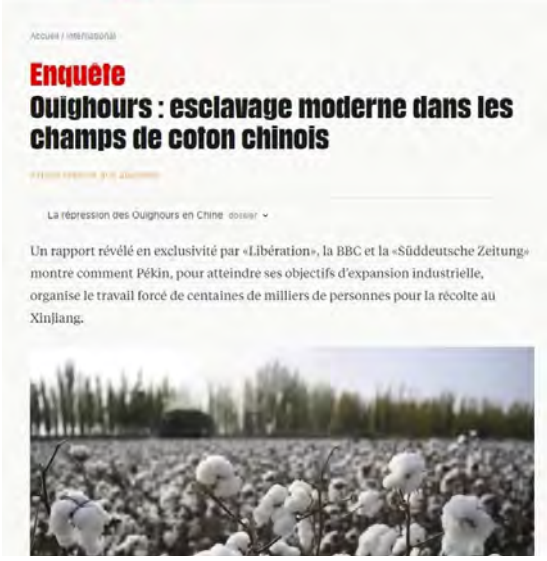 Accueil / International
Enquête
Ouïghours : esclavage moderne dans les
champs de coton chinois
La répression des Ouïghours en Chine dossier
Un rapport révélé en exclusivité par «Libération», la BBC et la «Süddeutsche Zeitung»
montre comment Pékin, pour atteindre ses objectifs d'expansion industrielle,
organise le travail forcé de centaines de milliers de personnes pour la récolte au
Xinjiang.